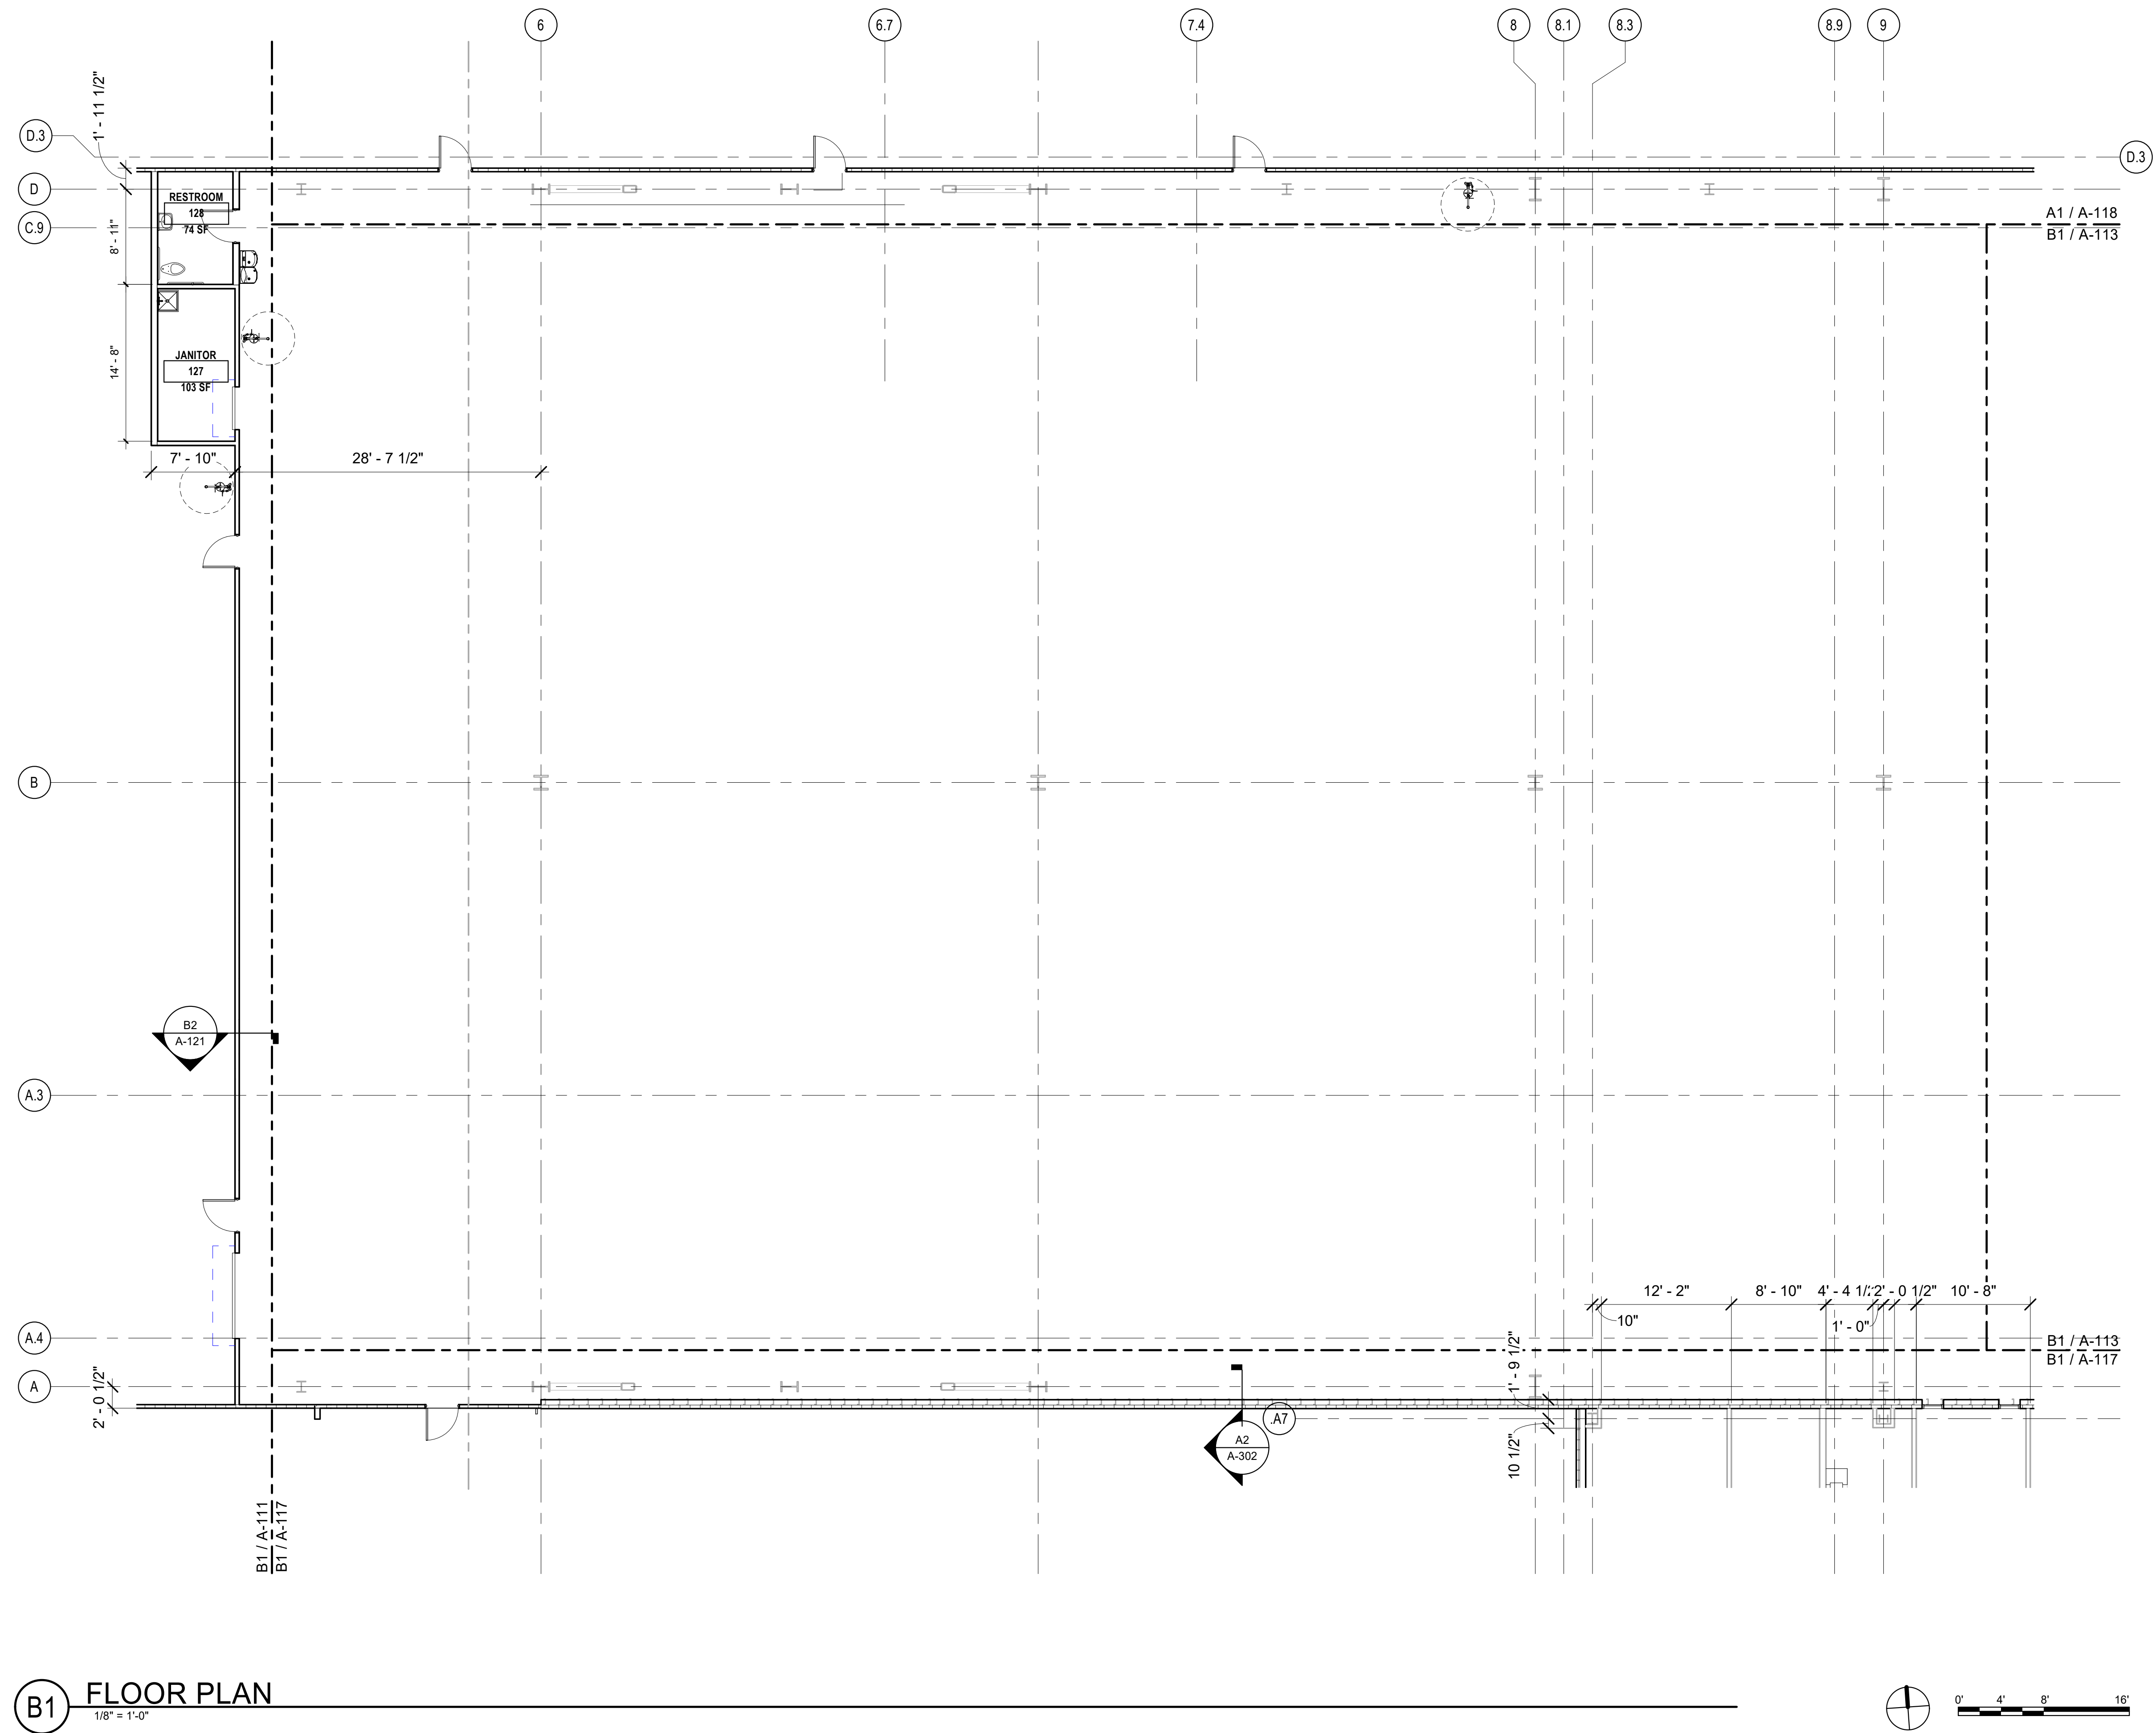 6
6.7
7.4
8
8.1
8.3
8.9
9
1' - 11 1/2"
D.3
D.3
D
RESTROOM
128
74 SF
C.9
8' - 11"
A1 / A-118
B1 / A-113
JANITOR
127
103 SF
14' - 8"
7' - 10"
28' - 7 1/2"
B
B2
A-121
A.3
12' - 2"
8' - 10"
4' - 4 1/2'
2' - 0 1/2"
10' - 8"
10"
1' - 0"
A.4
B1 / A-113
B1 / A-117
1' - 9 1/2"
A
2' - 0 1/2"
.A7
A2
A-302
10 1/2"
B1 / A-111
B1 / A-117
B1
FLOOR PLAN
1/8" = 1'-0"
0'
4'
8'
16'